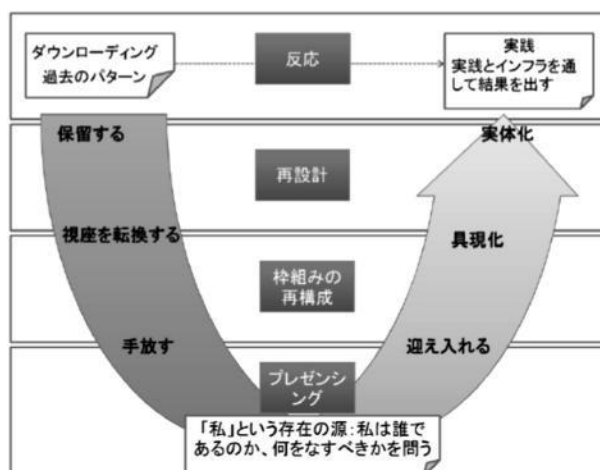 ダウンローディング
過去のパターン
反応
実践
実践とインフラを通
して結果を出す
保留する
実体化
再設計
視座を転換する
具現化
枠組みの
再構成
手放す
迎え入れる
プレゼンシ
ング
「私」という存在の源:私は誰で
あるのか、何をなすべきかを問う